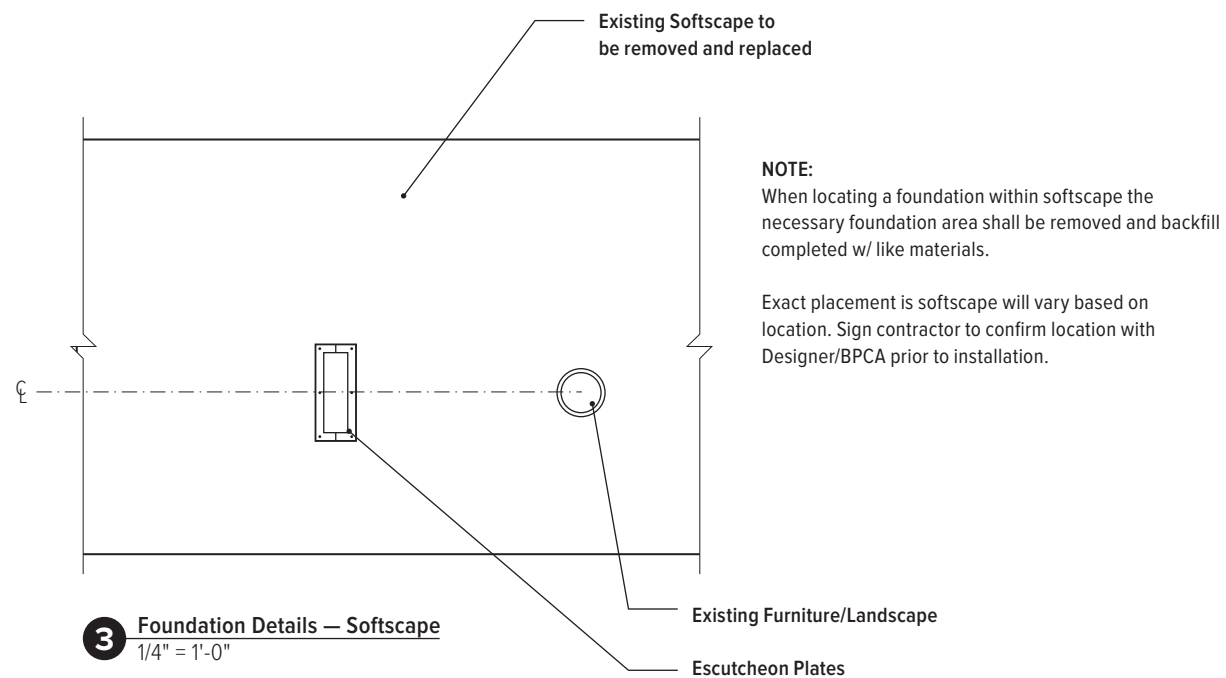 Existing Softscape to
be removed and replaced
NOTE:
When locating a foundation within softscape the
necessary foundation area shall be removed and backfill
completed w/ like materials.
Exact placement is softscape will vary based on
location. Sign contractor to confirm location with
Designer/BPCA prior to installation.
℄
Existing Furniture/Landscape
Escutcheon Plates
3 Foundation Details — Softscape
1/4" = 1'-0"